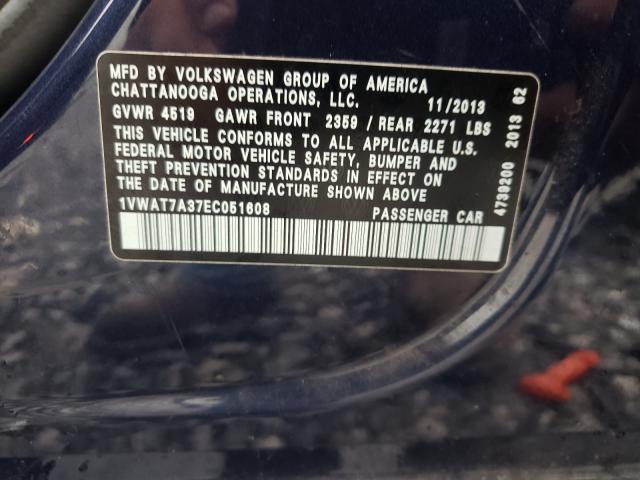 MFD BY VOLKSWAGEN GROUP OF AMERICA
CHATTANOOGA OPERATIONS, LLC. 11/2013
GVWR 4519 GAWR FRONT 2359 / REAR 2271 LBS
THIS VEHICLE CONFORMS TO ALL APPLICABLE U.S.
FEDERAL MOTOR VEHICLE SAFETY, BUMPER AND
THEFT PREVENTION STANDARDS IN EFFECT ON
THE DATE OF MANUFACTURE SHOWN ABOVE
1VWAT7A37EC051608 PASSENGER CAR
4739200 2013 62